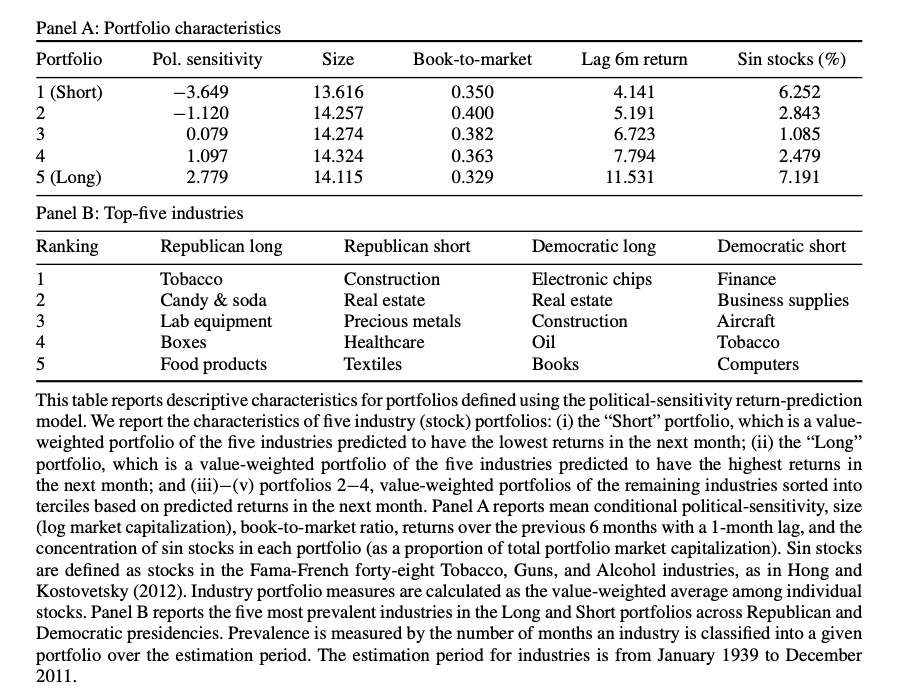 Panel A: Portfolio characteristics
Portfolio Pol. sensitivity Size Book-to-market Lag 6m return Sin stocks (%)
1 (Short) −3.649 13.616 0.350 4.141 6.252
2 −1.120 14.257 0.400 5.191 2.843
3 0.079 14.274 0.382 6.723 1.085
4 1.097 14.324 0.363 7.794 2.479
5 (Long) 2.779 14.115 0.329 11.531 7.191
Panel B: Top-five industries
Ranking Republican long Republican short Democratic long Democratic short
1 Tobacco Construction Electronic chips Finance
2 Candy & soda Real estate Real estate Business supplies
3 Lab equipment Precious metals Construction Aircraft
4 Boxes Healthcare Oil Tobacco
5 Food products Textiles Books Computers
This table reports descriptive characteristics for portfolios defined using the political-sensitivity return-prediction
model. We report the characteristics of five industry (stock) portfolios: (i) the “Short” portfolio, which is a value-
weighted portfolio of the five industries predicted to have the lowest returns in the next month; (ii) the “Long”
portfolio, which is a value-weighted portfolio of the five industries predicted to have the highest returns in
the next month; and (iii)−(v) portfolios 2−4, value-weighted portfolios of the remaining industries sorted into
terciles based on predicted returns in the next month. Panel A reports mean conditional political-sensitivity, size
(log market capitalization), book-to-market ratio, returns over the previous 6 months with a 1-month lag, and the
concentration of sin stocks in each portfolio (as a proportion of total portfolio market capitalization). Sin stocks
are defined as stocks in the Fama-French forty-eight Tobacco, Guns, and Alcohol industries, as in Hong and
Kostovetsky (2012). Industry portfolio measures are calculated as the value-weighted average among individual
stocks. Panel B reports the five most prevalent industries in the Long and Short portfolios across Republican and
Democratic presidencies. Prevalence is measured by the number of months an industry is classified into a given
portfolio over the estimation period. The estimation period for industries is from January 1939 to December
2011.